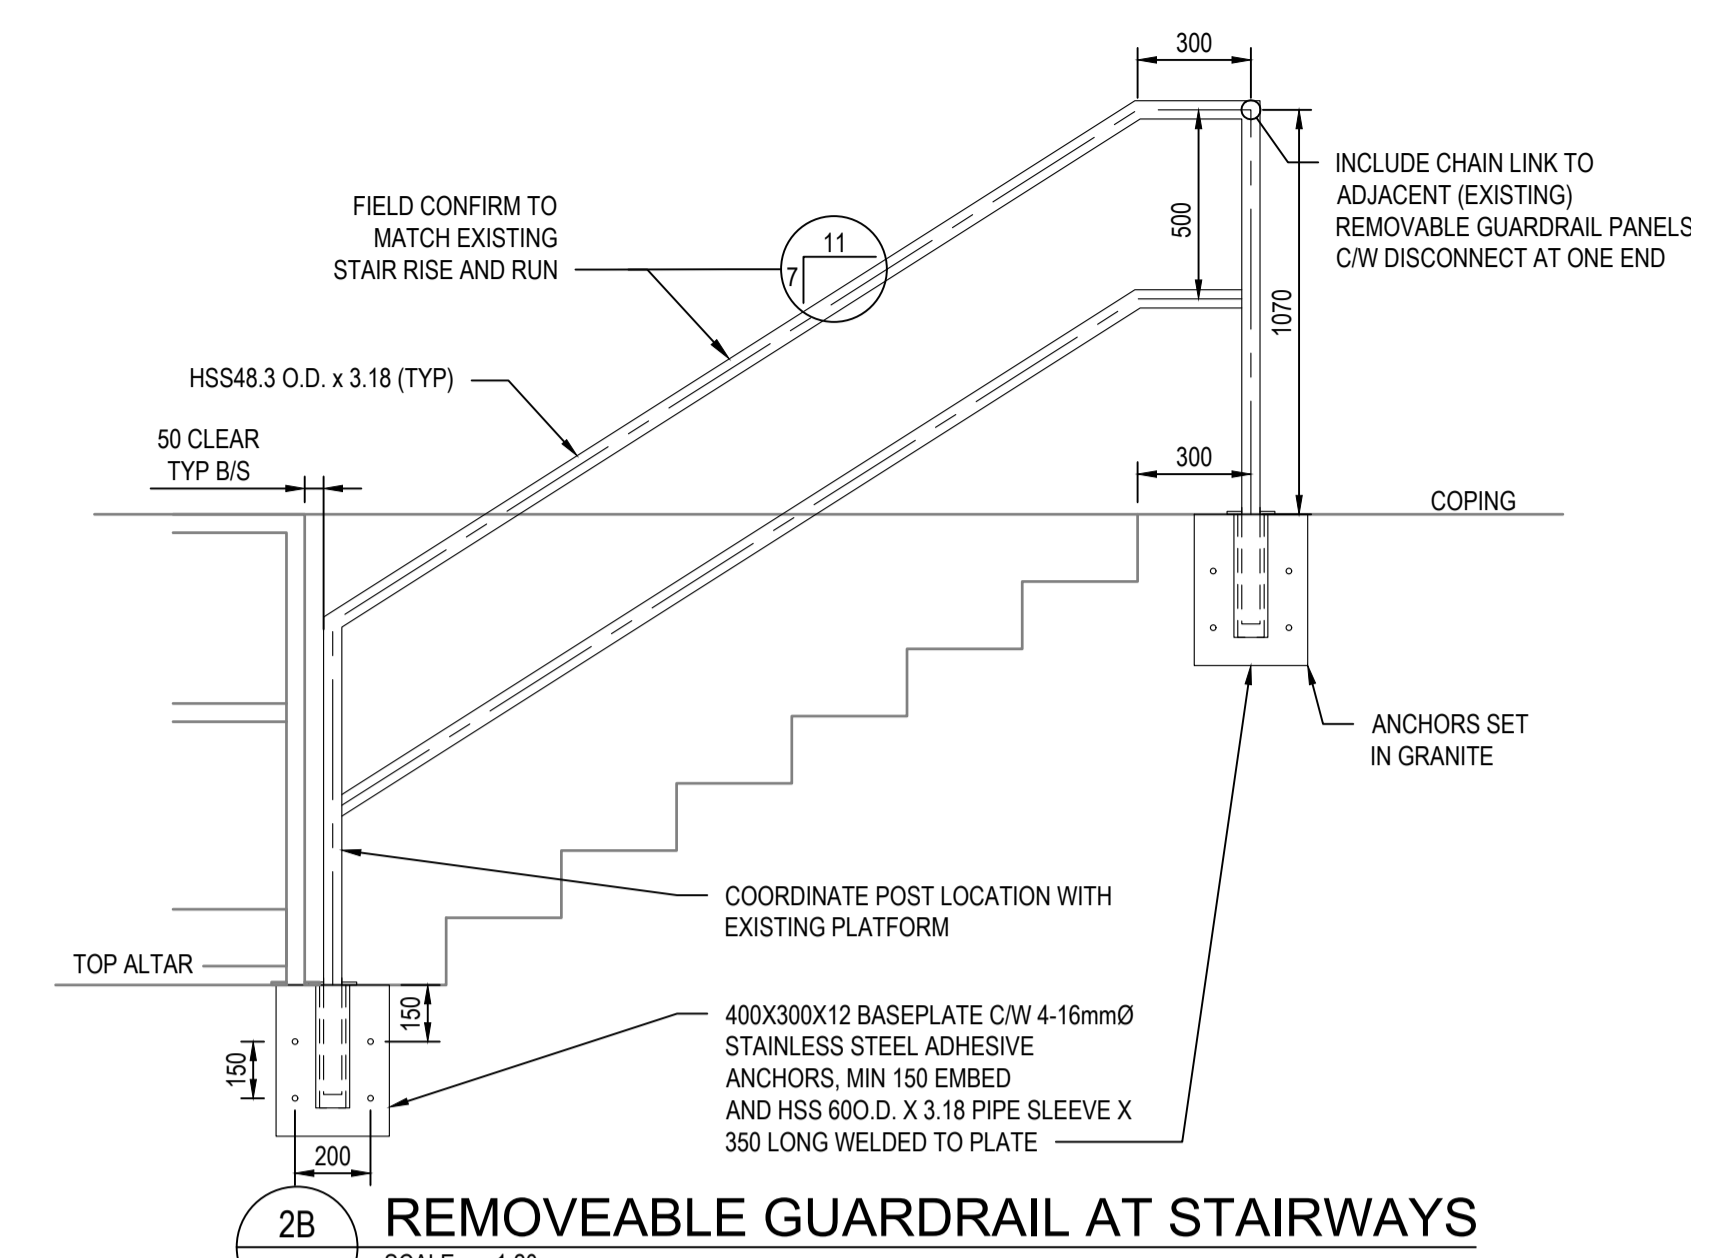 300
INCLUDE CHAIN LINK TO
ADJACENT (EXISTING)
REMOVABLE GUARDRAIL PANELS
C/W DISCONNECT AT ONE END
FIELD CONFIRM TO
MATCH EXISTING
STAIR RISE AND RUN
11
7
500
1070
HSS48.3 O.D. x 3.18 (TYP)
50 CLEAR
TYP B/S
300
COPING
ANCHORS SET
IN GRANITE
COORDINATE POST LOCATION WITH
EXISTING PLATFORM
TOP ALTAR
150
150
200
400X300X12 BASEPLATE C/W 4-16mmØ
STAINLESS STEEL ADHESIVE
ANCHORS, MIN 150 EMBED
AND HSS 60O.D. X 3.18 PIPE SLEEVE X
350 LONG WELDED TO PLATE
2B
REMOVEABLE GUARDRAIL AT STAIRWAYS